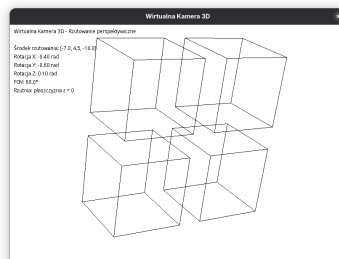 Wirtualna Kamera 3D
Wirtualna Kamera 3D - Rzutowanie perspektywiczne
Środek rzutowania: [-7.0, 4.5, -10.0]
Rotacja X: -0.40 rad
Rotacja Y: -0.60 rad
Rotacja Z: 0.10 rad
FOV: 60.0°
Rzutnia: płaszczyzna z = 0